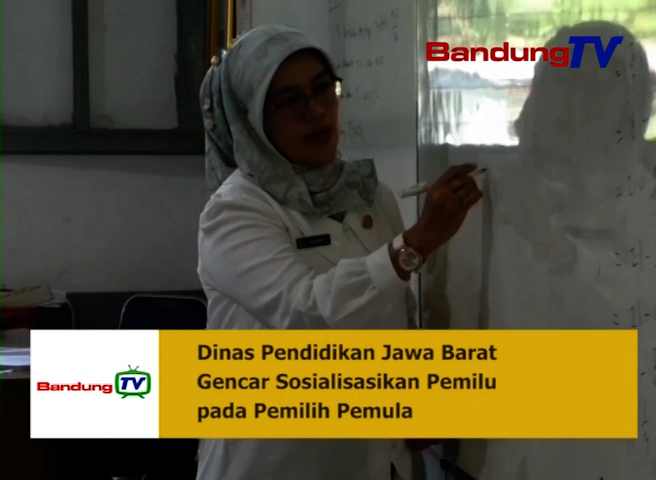 BandungTV
Dinas Pendidikan Jawa Barat
Gencar Sosialisasikan Pemilu
pada Pemilih Pemula
BandungTV